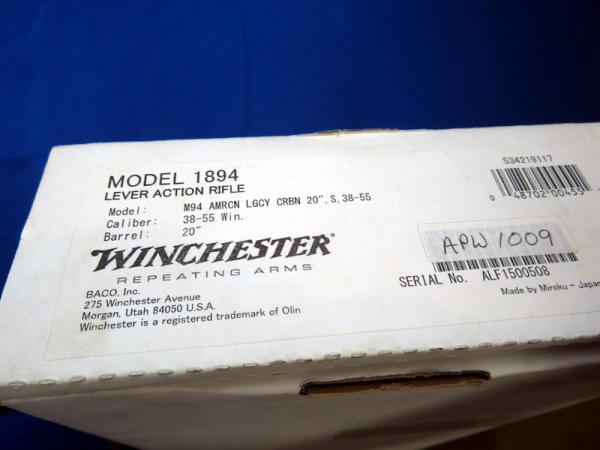 MODEL 1894
LEVER ACTION RIFLE
Model: M94 AMRCN LGCY CRBN 20", S, 38-55
Caliber: 38-55 Win.
Barrel: 20"
WINCHESTER
REPEATING ARMS
BACO, Inc.
275 Winchester Avenue
Morgan, Utah 84050 U.S.A.
Winchester is a registered trademark of Olin
534219117
0 48702 00455
APW 1009
SERIAL No. ALF1500508
Made by Miroku - Japan